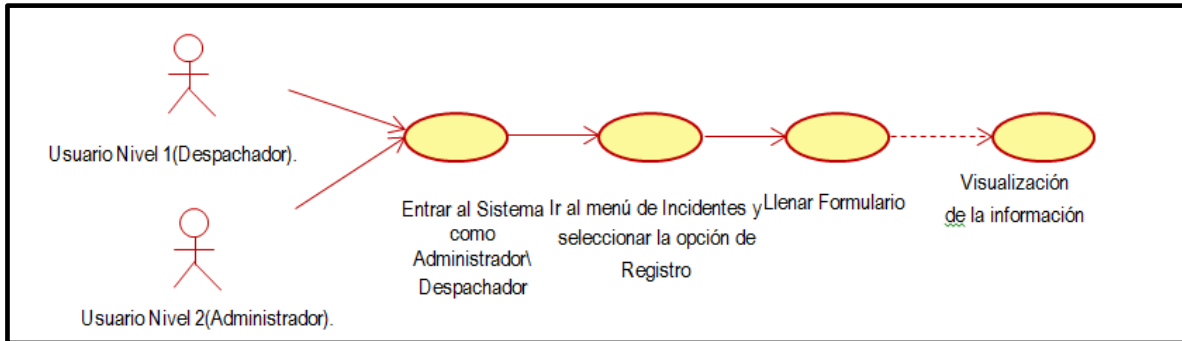 Usuario Nivel 1(Despachador).
Usuario Nivel 2(Administrador).
Entrar al Sistema
como
Administrador\
Despachador
Ir al menú de Incidentes y
seleccionar la opción de
Registro
Llenar Formulario
Visualización
de la información